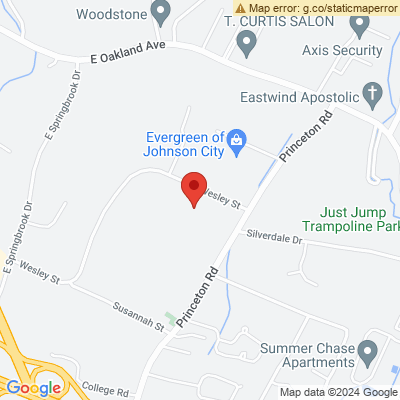 Map error: g.co/staticmaperror
Woodstone
T. CURTIS SALON
E Oakland Ave
Axis Security
E Springbrook Dr
Eastwind Apostolic
Evergreen of
Johnson City
Princeton Rd
Wesley St
Just Jump
Trampoline Park
Silverdale Dr
E Springbrook Dr
Wesley St
Princeton Rd
Susannah St
Summer Chase
Apartments
College Rd
Google
Map data ©2024 Google